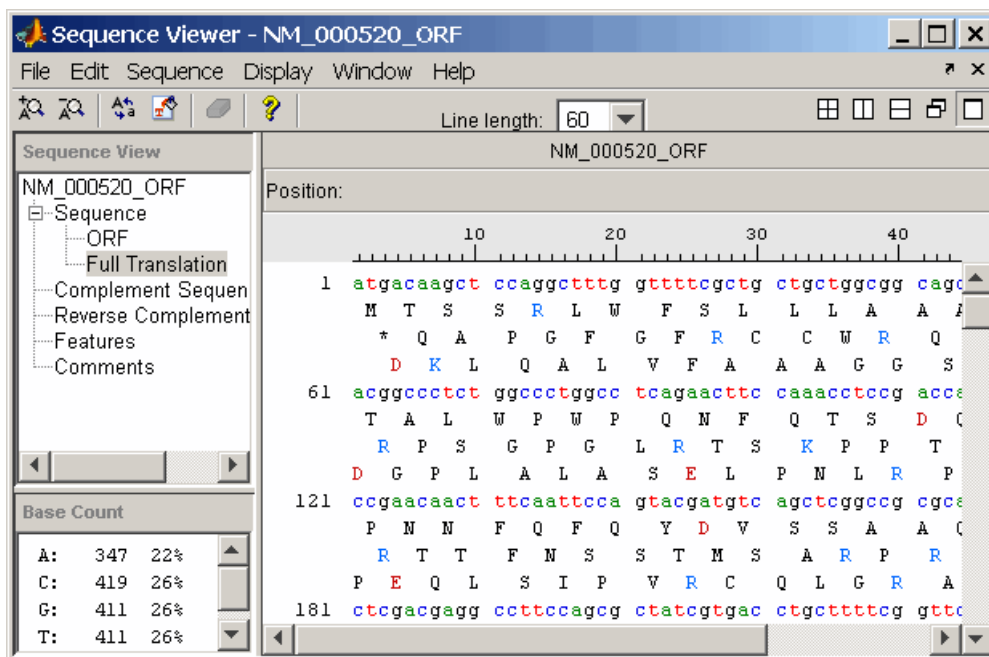 Sequence Viewer - NM_000520_ORF
File Edit Sequence Display Window Help
Line length: 60
Sequence View
NM_000520_ORF
Sequence
ORF
Full Translation
Complement Sequen
Reverse Complement
Features
Comments
Base Count
A: 347 22%
C: 419 26%
G: 411 26%
T: 411 26%
NM_000520_ORF
Position:
10 20 30 40
1 atgacaagct ccaggctttg gttttcgctg ctgctggcgg cagc
M T S S R L W F S L L L A A A
* Q A P G F G F R C C W R Q
D K L Q A L V F A A A G G S
61 acggccctct ggccctggcc tcagaacttc caaacctccg acca
T A L W P W P Q N F Q T S D Q
R P S G P G L R T S K P P T
D G P L A L A S E L P N L R P
121 ccgaacaact ttcaattcca gtacgatgtc agctcggccg cgca
P N N F Q F Q Y D V S S A A Q
R T T F N S S T M S A R P R
P E Q L S I P V R C Q L G R A
181 ctcgacgagg ccttccagcg ctatcgtgac ctgcttttcg gttc